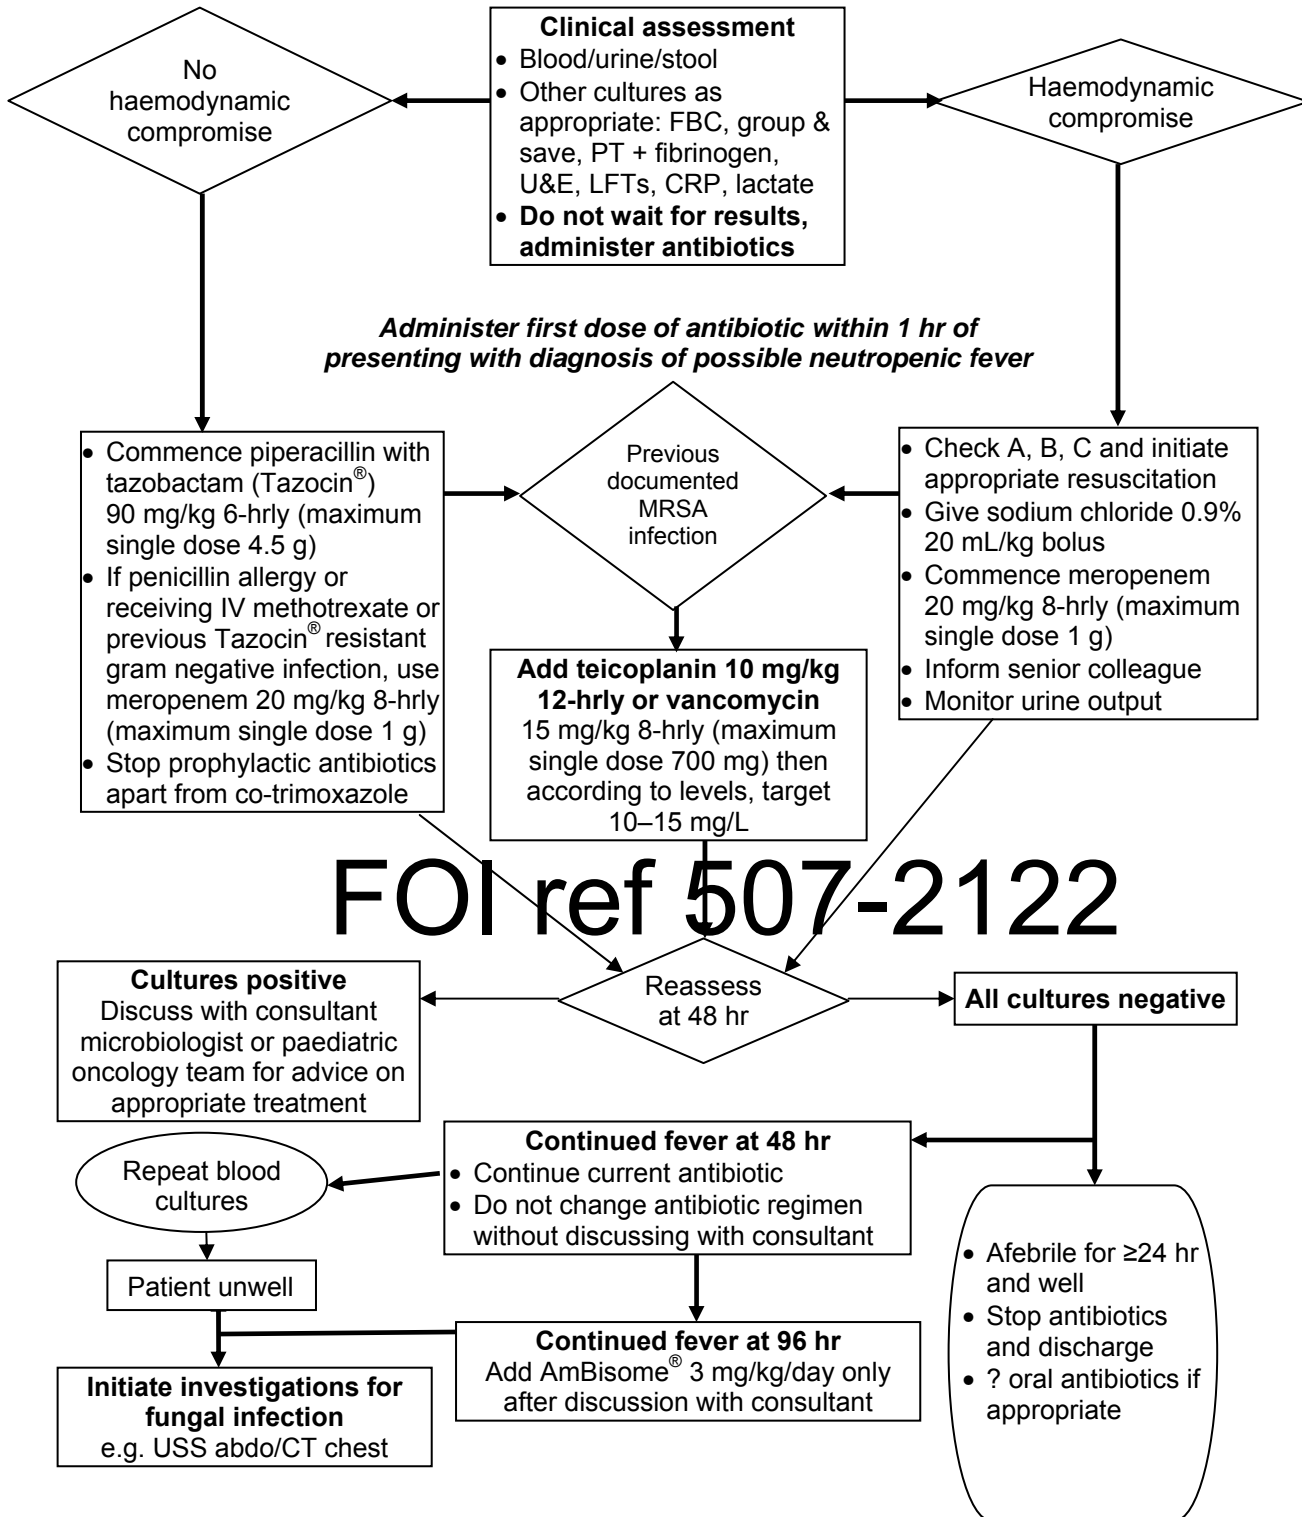 Clinical assessment
• Blood/urine/stool
• Other cultures as
appropriate: FBC, group &
save, PT + fibrinogen,
U&E, LFTs, CRP, lactate
• Do not wait for results,
administer antibiotics
No
haemodynamic
compromise
Haemodynamic
compromise
Administer first dose of antibiotic within 1 hr of
presenting with diagnosis of possible neutropenic fever
• Commence piperacillin with
tazobactam (Tazocin®)
90 mg/kg 6-hrly (maximum
single dose 4.5 g)
• If penicillin allergy or
receiving IV methotrexate or
previous Tazocin® resistant
gram negative infection, use
meropenem 20 mg/kg 8-hrly
(maximum single dose 1 g)
• Stop prophylactic antibiotics
apart from co-trimoxazole
Previous
documented
MRSA
infection
• Check A, B, C and initiate
appropriate resuscitation
• Give sodium chloride 0.9%
20 mL/kg bolus
• Commence meropenem
20 mg/kg 8-hrly (maximum
single dose 1 g)
• Inform senior colleague
• Monitor urine output
Add teicoplanin 10 mg/kg
12-hrly or vancomycin
15 mg/kg 8-hrly (maximum
single dose 700 mg) then
according to levels, target
10–15 mg/L
FOI ref 507-2122
Reassess
at 48 hr
Cultures positive
Discuss with consultant
microbiologist or paediatric
oncology team for advice on
appropriate treatment
All cultures negative
Continued fever at 48 hr
• Continue current antibiotic
• Do not change antibiotic regimen
without discussing with consultant
Repeat blood
cultures
Patient unwell
• Afebrile for ≥24 hr
and well
• Stop antibiotics
and discharge
• ? oral antibiotics if
appropriate
Continued fever at 96 hr
Add AmBisome® 3 mg/kg/day only
after discussion with consultant
Initiate investigations for
fungal infection
e.g. USS abdo/CT chest